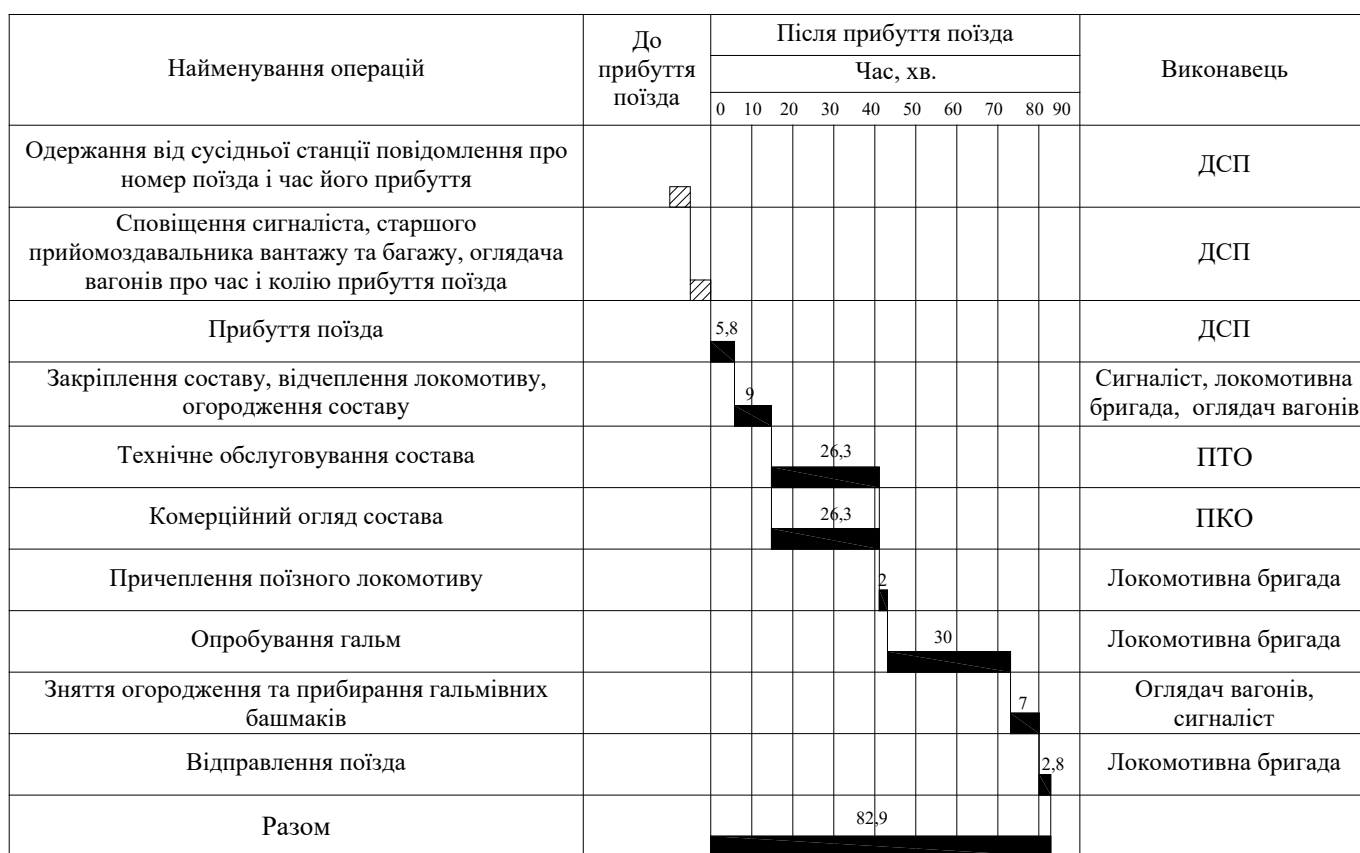 Найменування операцій
До
прибуття
поїзда
Після прибуття поїзда
Час, хв.
0 10 20 30 40 50 60 70 80 90
Виконавець
Одержання від сусідньої станції повідомлення про
номер поїзда і час його прибуття
ДСП
Сповіщення сигналіста, старшого
прийомоздавальника вантажу та багажу, оглядача
вагонів про час і колію прибуття поїзда
ДСП
Прибуття поїзда
5,8
ДСП
Закріплення составу, відчеплення локомотиву,
огородження составу
9
Сигналіст, локомотивна
бригада, оглядач вагонів
Технічне обслуговування состава
26,3
ПТО
Комерційний огляд состава
26,3
ПКО
Причеплення поїзного локомотиву
2
Локомотивна бригада
Опробування гальм
30
Локомотивна бригада
Зняття огородження та прибирання гальмівних
башмаків
7
Оглядач вагонів,
сигналіст
Відправлення поїзда
2,8
Локомотивна бригада
Разом
82,9